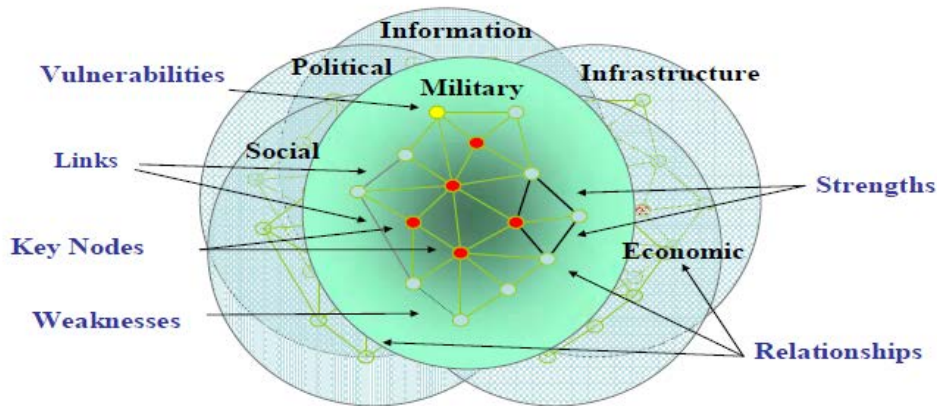 Information
Political
Infrastructure
Vulnerabilities
Military
Social
Links
Strengths
Key Nodes
Economic
Weaknesses
Relationships